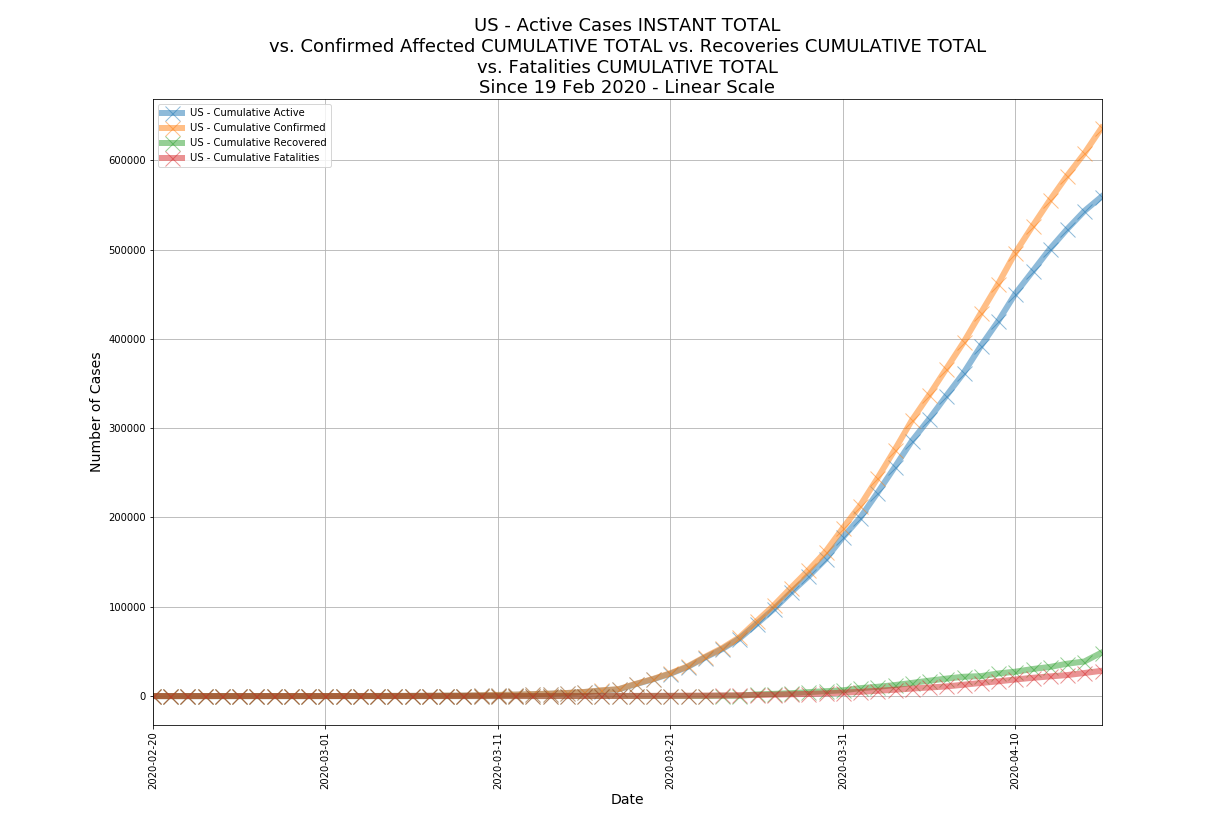 US - Active Cases INSTANT TOTAL
vs. Confirmed Affected CUMULATIVE TOTAL vs. Recoveries CUMULATIVE TOTAL
vs. Fatalities CUMULATIVE TOTAL
Since 19 Feb 2020 - Linear Scale
US - Cumulative Active
US - Cumulative Confirmed
US - Cumulative Recovered
US - Cumulative Fatalities
Number of Cases
600000
500000
400000
300000
200000
100000
0
2020-02-20
2020-03-01
2020-03-11
2020-03-21
2020-03-31
2020-04-10
Date